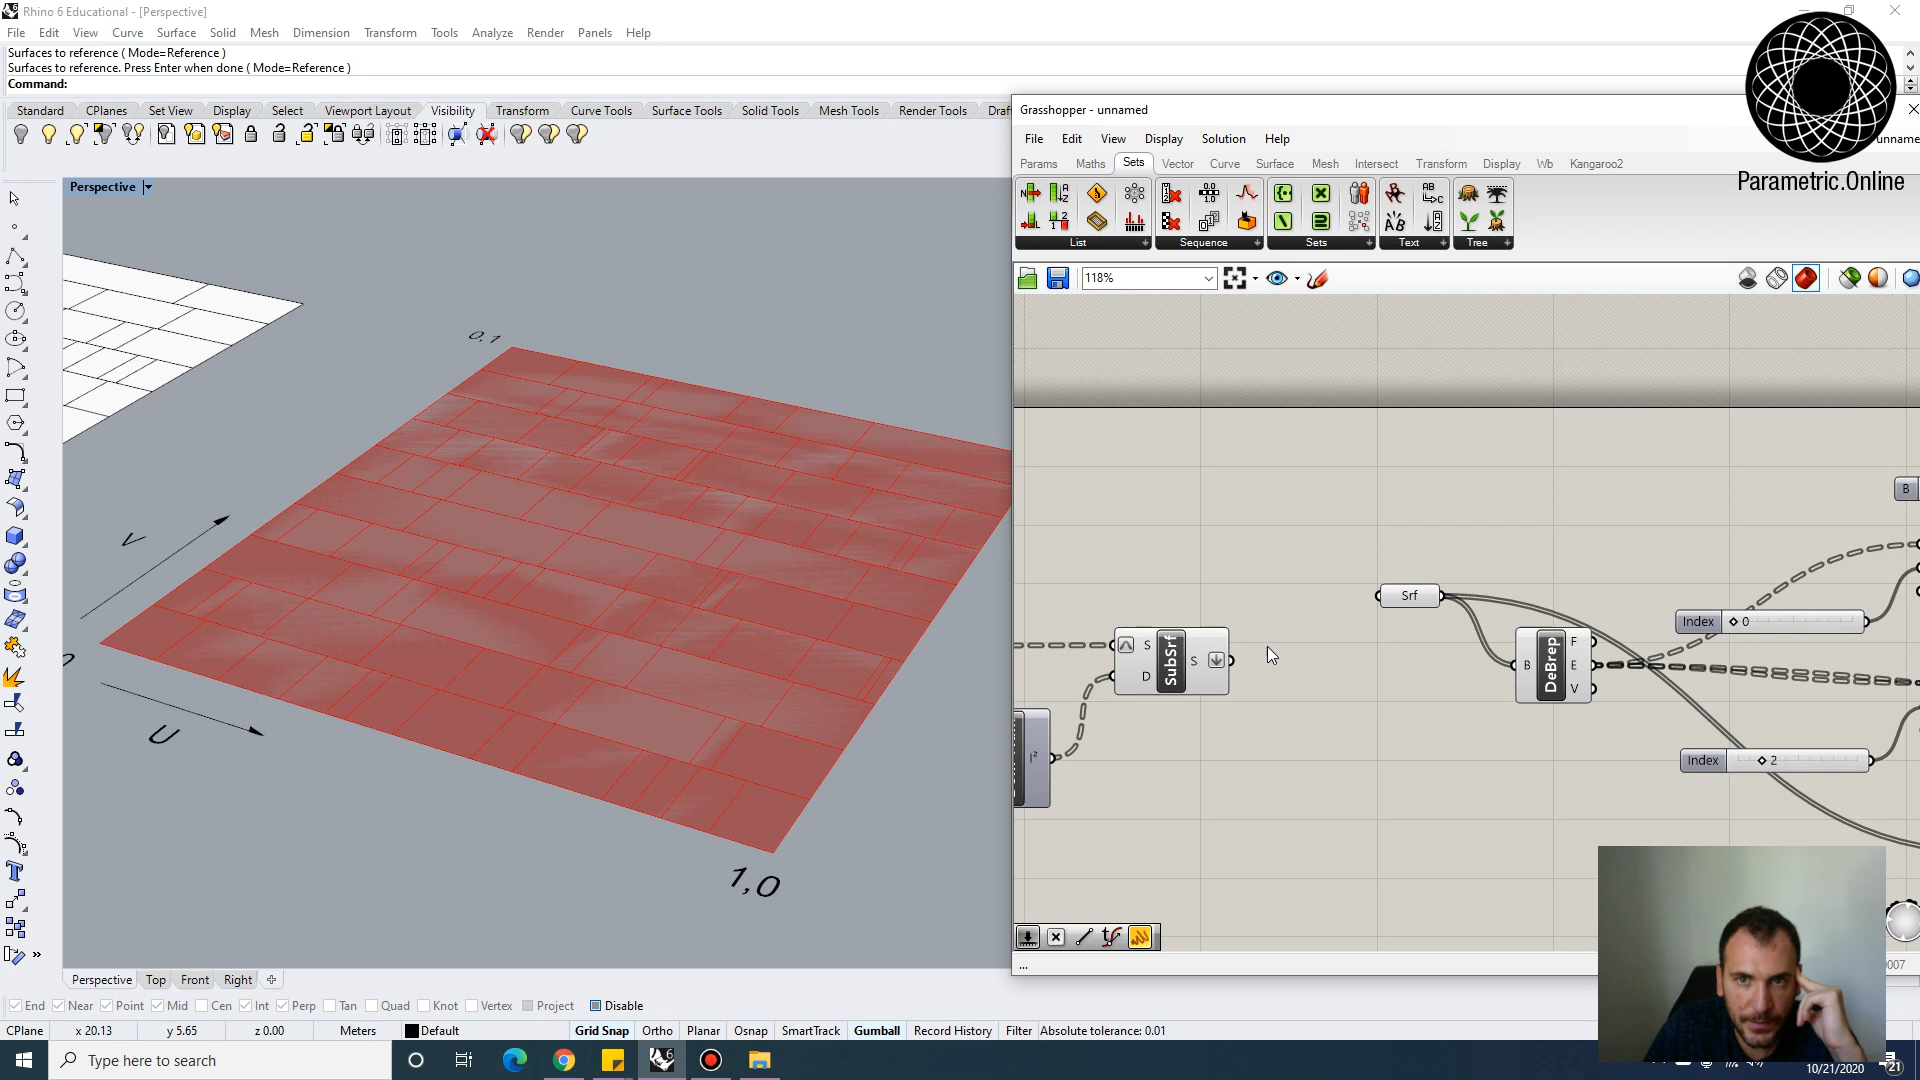 Rhino 6 Educational - [Perspective]
File Edit View Curve Surface Solid Mesh Dimension Transform Tools Analyze Render Panels Help
Surfaces to reference ( Mode=Reference )
Surfaces to reference. Press Enter when done ( Mode=Reference )
Command:
Standard CPlanes Set View Display Select Viewport Layout Visibility Transform Curve Tools Surface Tools Solid Tools Mesh Tools Render Tools
Perspective
0,1
V
U
1,0
Grasshopper - unnamed
File Edit View Display Solution Help
Params Maths Sets Vector Curve Surface Mesh Intersect Transform Display Wb Kangaroo2
List Sequence Sets Text Tree
118%
Parametric.Online
B
Srf
Index 0
S SubSrf S
D
B DeBrep F
E
V
Index 2
I²
...
Perspective Top Front Right
End Near Point Mid Cen Int Perp Tan Quad Knot Vertex Project Disable
CPlane x 20.13 y 5.65 z 0.00 Meters Default Grid Snap Ortho Planar Osnap SmartTrack Gumball Record History Filter Absolute tolerance: 0.01
Type here to search
10/21/2020
21